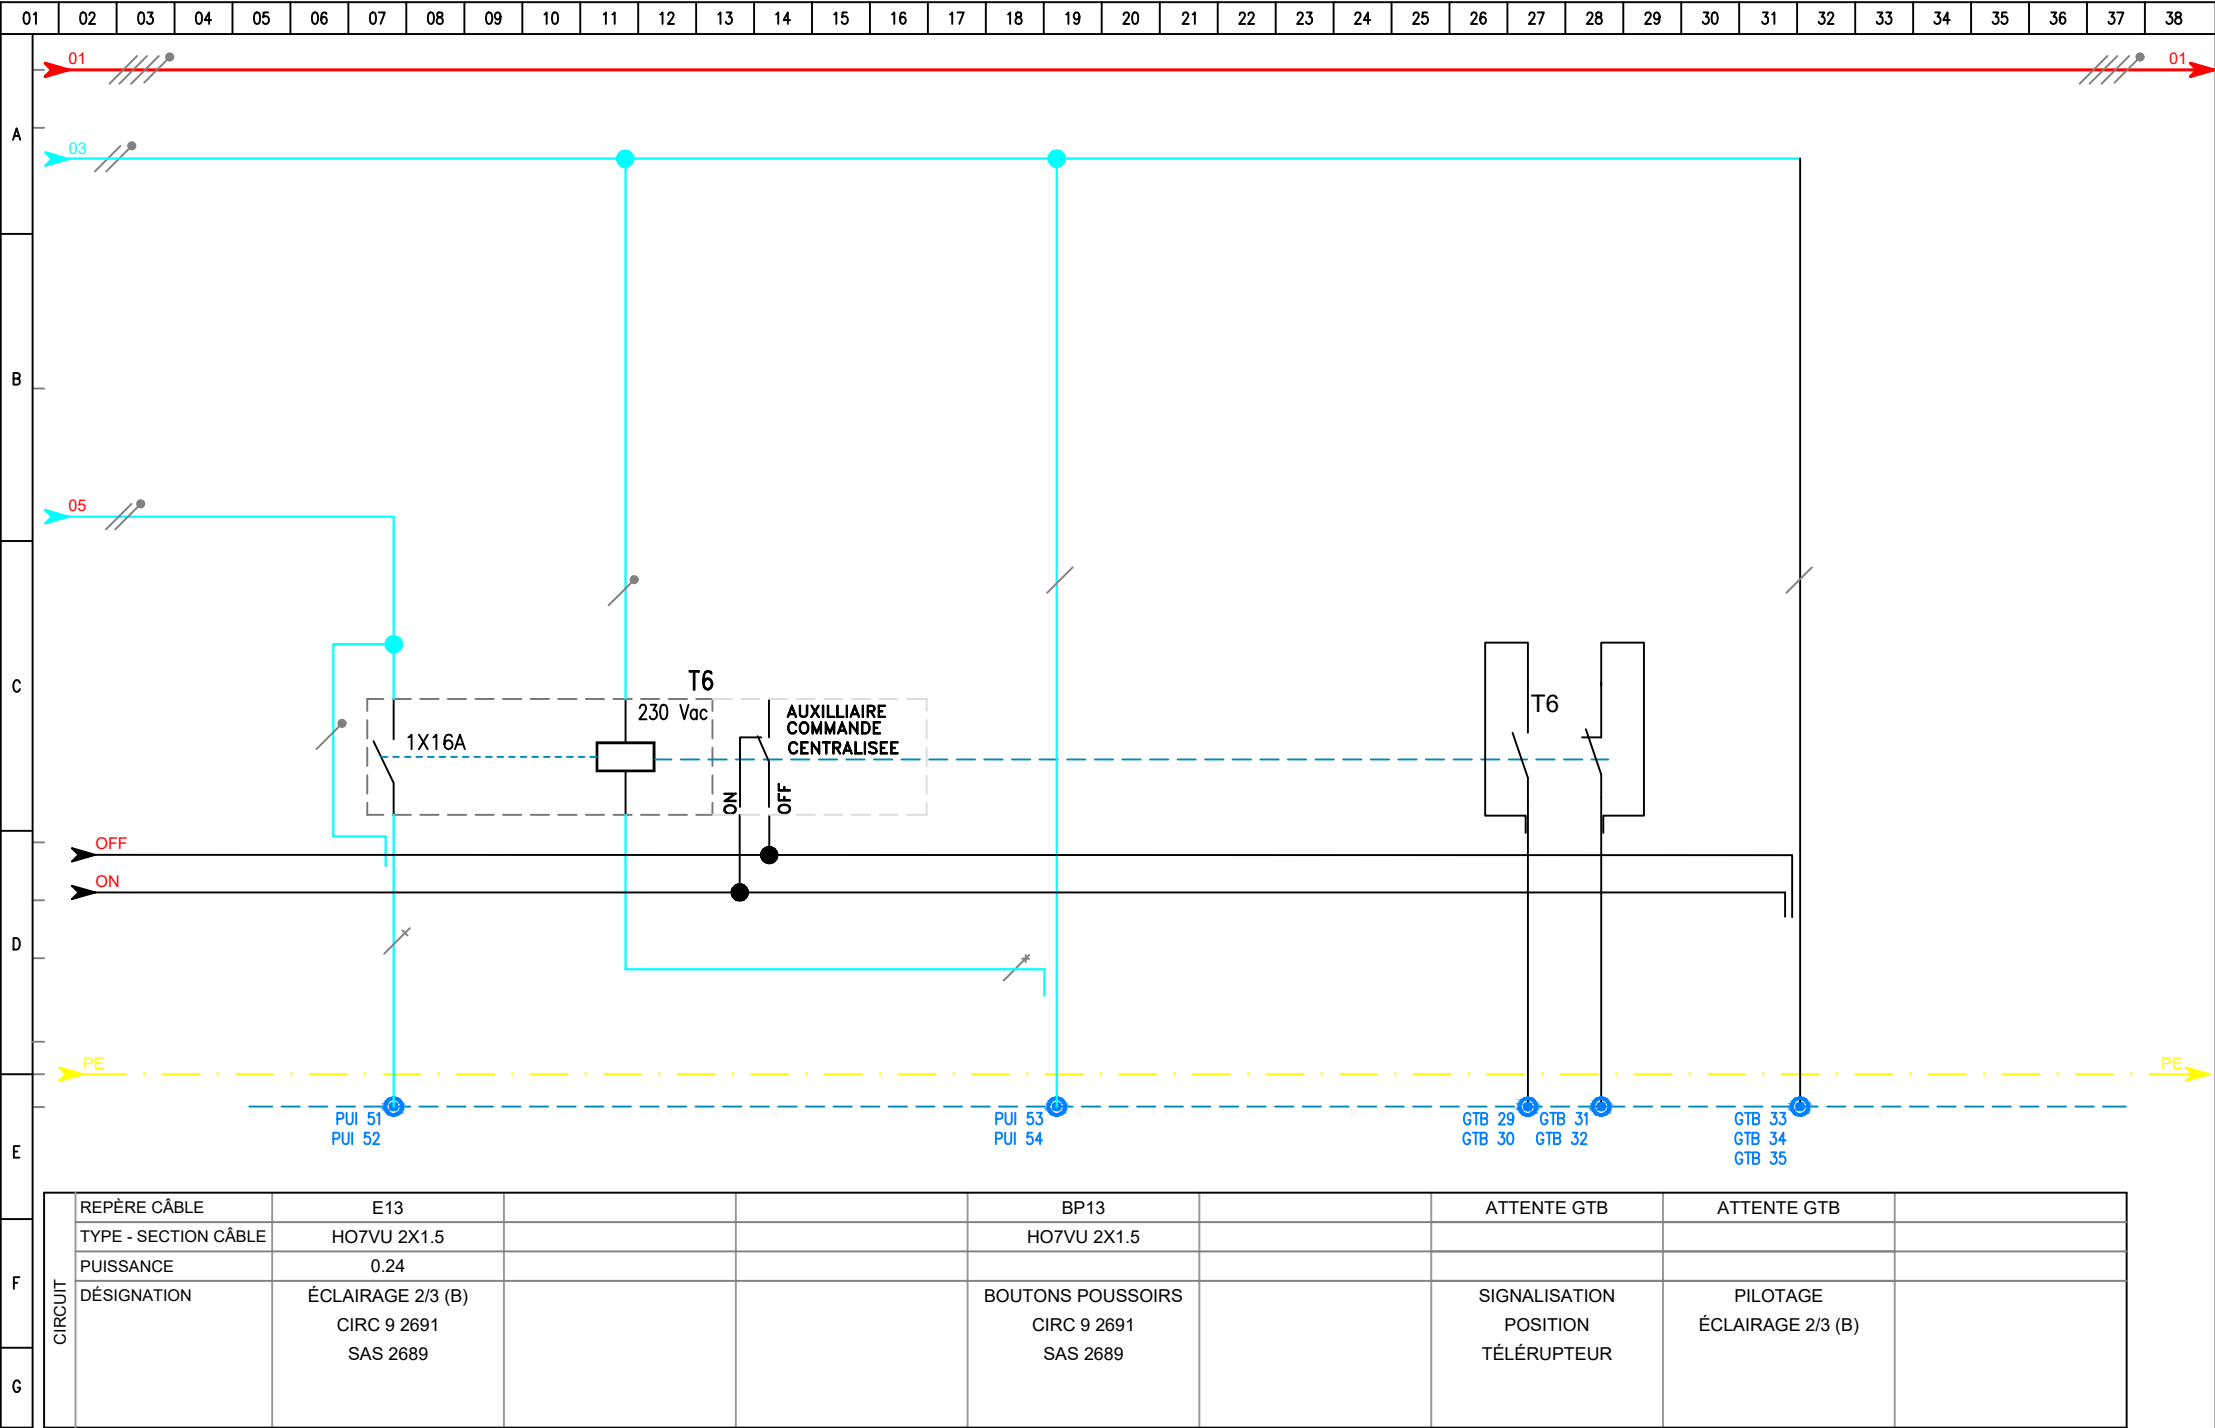 01 02 03 04 05 06 07 08 09 10 11 12 13 14 15 16 17 18 19 20 21 22 23 24 25 26 27 28 29 30 31 32 33 34 35 36 37 38
01 01
A
03
B
05
C
T6
230 Vac
AUXILLIAIRE
COMMANDE
CENTRALISEE
1X16A
T6
ON
OFF
OFF
ON
D
PE PE
PUI 51
PUI 52
PUI 53
PUI 54
GTB 29
GTB 30
GTB 31
GTB 32
GTB 33
GTB 34
GTB 35
E
F
G
CIRCUIT
REPÈRE CÂBLE E13 BP13 ATTENTE GTB ATTENTE GTB
TYPE - SECTION CÂBLE HO7VU 2X1.5 HO7VU 2X1.5
PUISSANCE 0.24
DÉSIGNATION ÉCLAIRAGE 2/3 (B) BOUTONS POUSSOIRS SIGNALISATION PILOTAGE
CIRC 9 2691 CIRC 9 2691 POSITION ÉCLAIRAGE 2/3 (B)
SAS 2689 SAS 2689 TÉLÉRUPTEUR